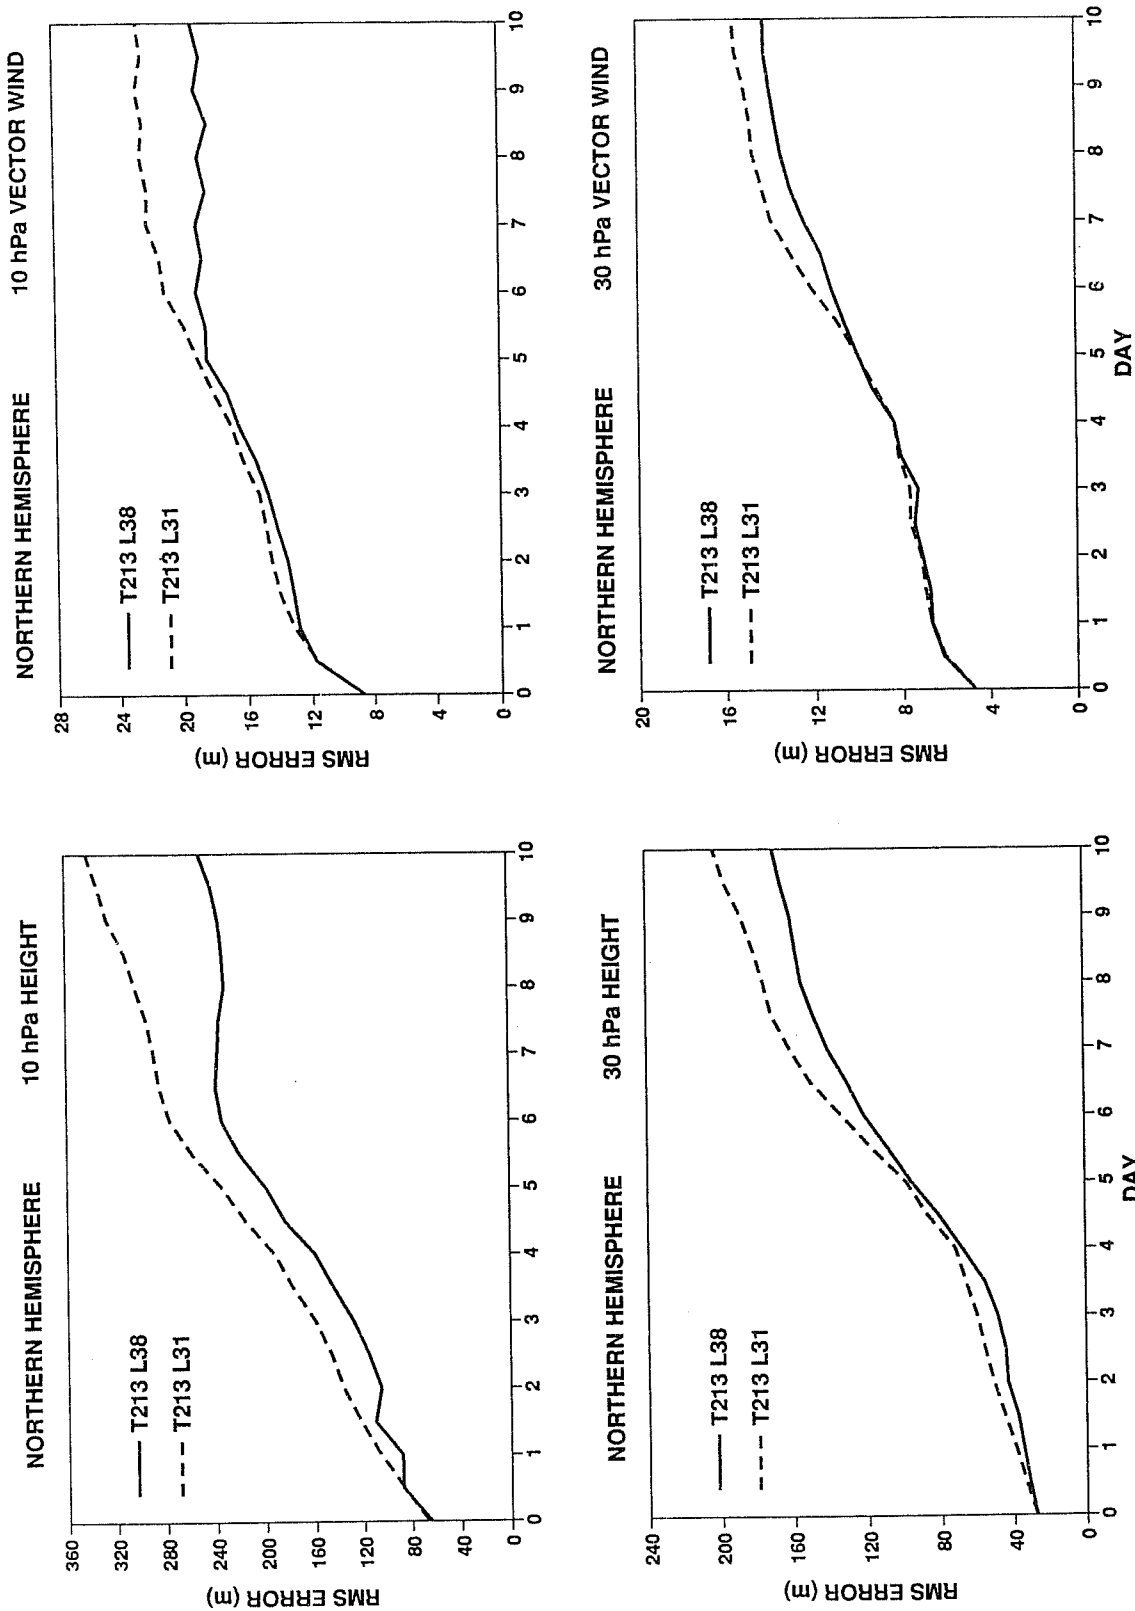 NORTHERN HEMISPHERE 10 hPa HEIGHT
RMS ERROR (m)
360
320
280
240
200
160
120
80
40
0
T213 L38
T213 L31
0 1 2 3 4 5 6 7 8 9 10
NORTHERN HEMISPHERE 10 hPa VECTOR WIND
RMS ERROR (m)
28
24
20
16
12
8
4
0
T213 L38
T213 L31
0 1 2 3 4 5 6 7 8 9 10
NORTHERN HEMISPHERE 30 hPa HEIGHT
RMS ERROR (m)
240
200
160
120
80
40
0
T213 L38
T213 L31
0 1 2 3 4 5 6 7 8 9 10
DAY
NORTHERN HEMISPHERE 30 hPa VECTOR WIND
RMS ERROR (m)
20
16
12
8
4
0
T213 L38
T213 L31
0 1 2 3 4 5 6 7 8 9 10
DAY